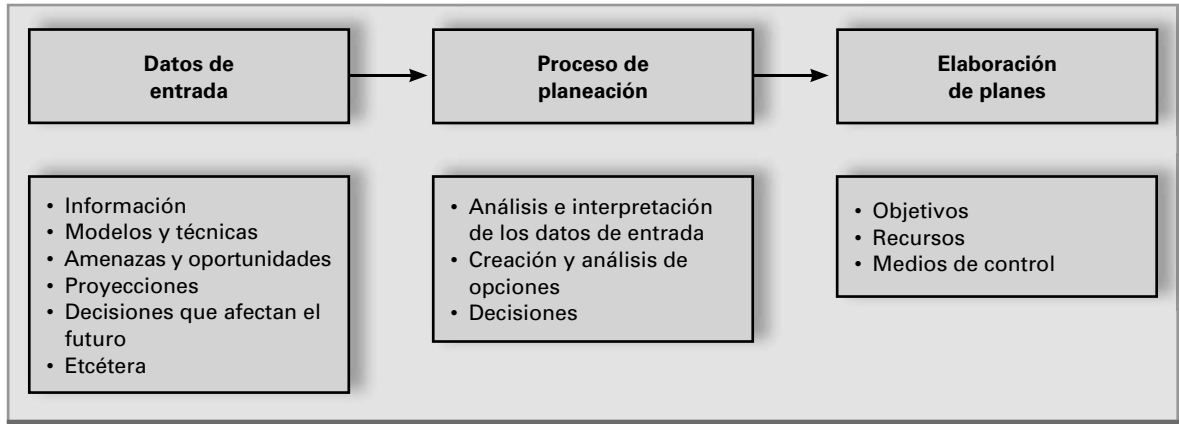 Datos de
entrada
Proceso de
planeación
Elaboración
de planes
• Información
• Modelos y técnicas
• Amenazas y oportunidades
• Proyecciones
• Decisiones que afectan el
futuro
• Etcétera
• Análisis e interpretación
de los datos de entrada
• Creación y análisis de
opciones
• Decisiones
• Objetivos
• Recursos
• Medios de control